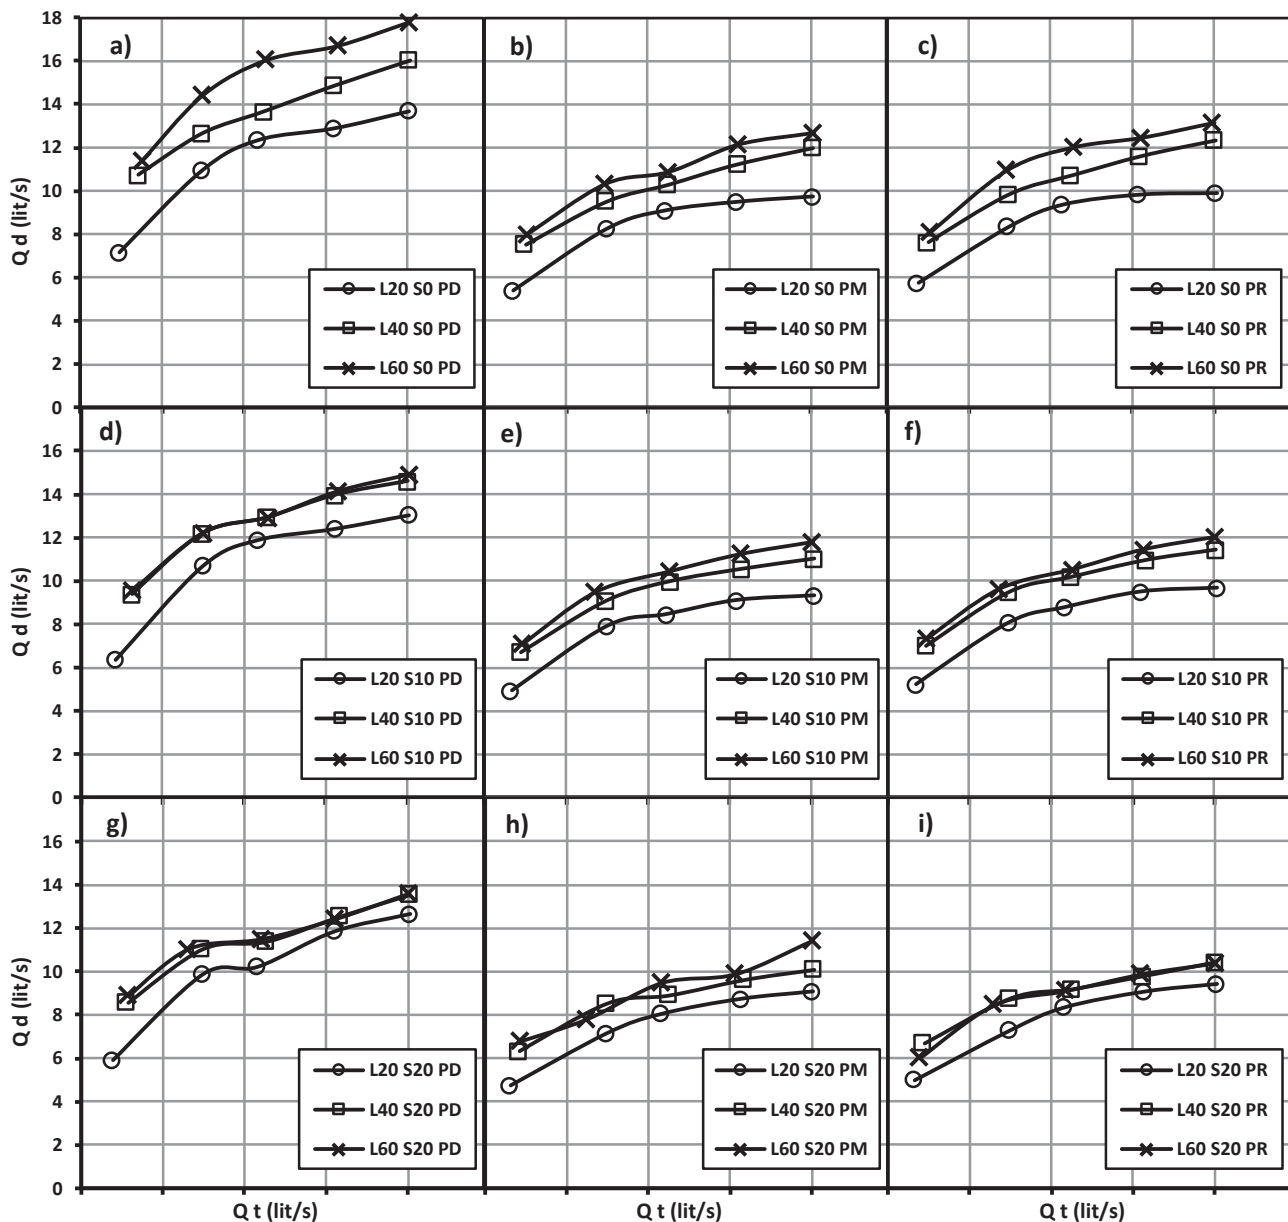 18
16
14
12
10
8
6
4
2
0
Q d (lit/s)
a)
L20 S0 PD
L40 S0 PD
L60 S0 PD
b)
L20 S0 PM
L40 S0 PM
L60 S0 PM
c)
L20 S0 PR
L40 S0 PR
L60 S0 PR
16
14
12
10
8
6
4
2
0
Q d (lit/s)
d)
L20 S10 PD
L40 S10 PD
L60 S10 PD
e)
L20 S10 PM
L40 S10 PM
L60 S10 PM
f)
L20 S10 PR
L40 S10 PR
L60 S10 PR
16
14
12
10
8
6
4
2
0
Q d (lit/s)
g)
L20 S20 PD
L40 S20 PD
L60 S20 PD
h)
L20 S20 PM
L40 S20 PM
L60 S20 PM
i)
L20 S20 PR
L40 S20 PR
L60 S20 PR
Q t (lit/s)
Q t (lit/s)
Q t (lit/s)